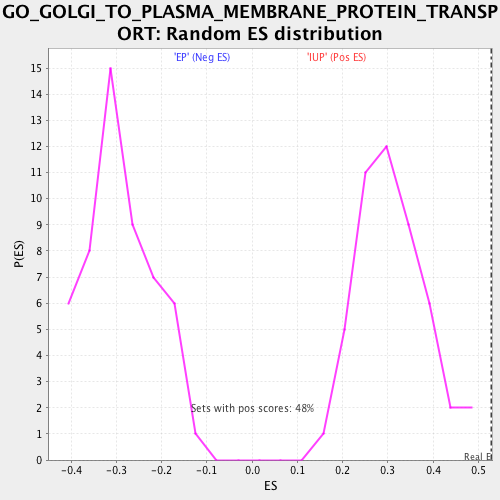 GO_GOLGI_TO_PLASMA_MEMBRANE_PROTEIN_TRANSP
ORT: Random ES distribution
'EP' (Neg ES) 'IUP' (Pos ES)
15
14
13
12
11
10
9
8
7
6
5
4
3
2
1
0
P(ES)
Sets with pos scores: 48%
Real E
-0.4 -0.3 -0.2 -0.1 0.0 0.1 0.2 0.3 0.4 0.5
ES